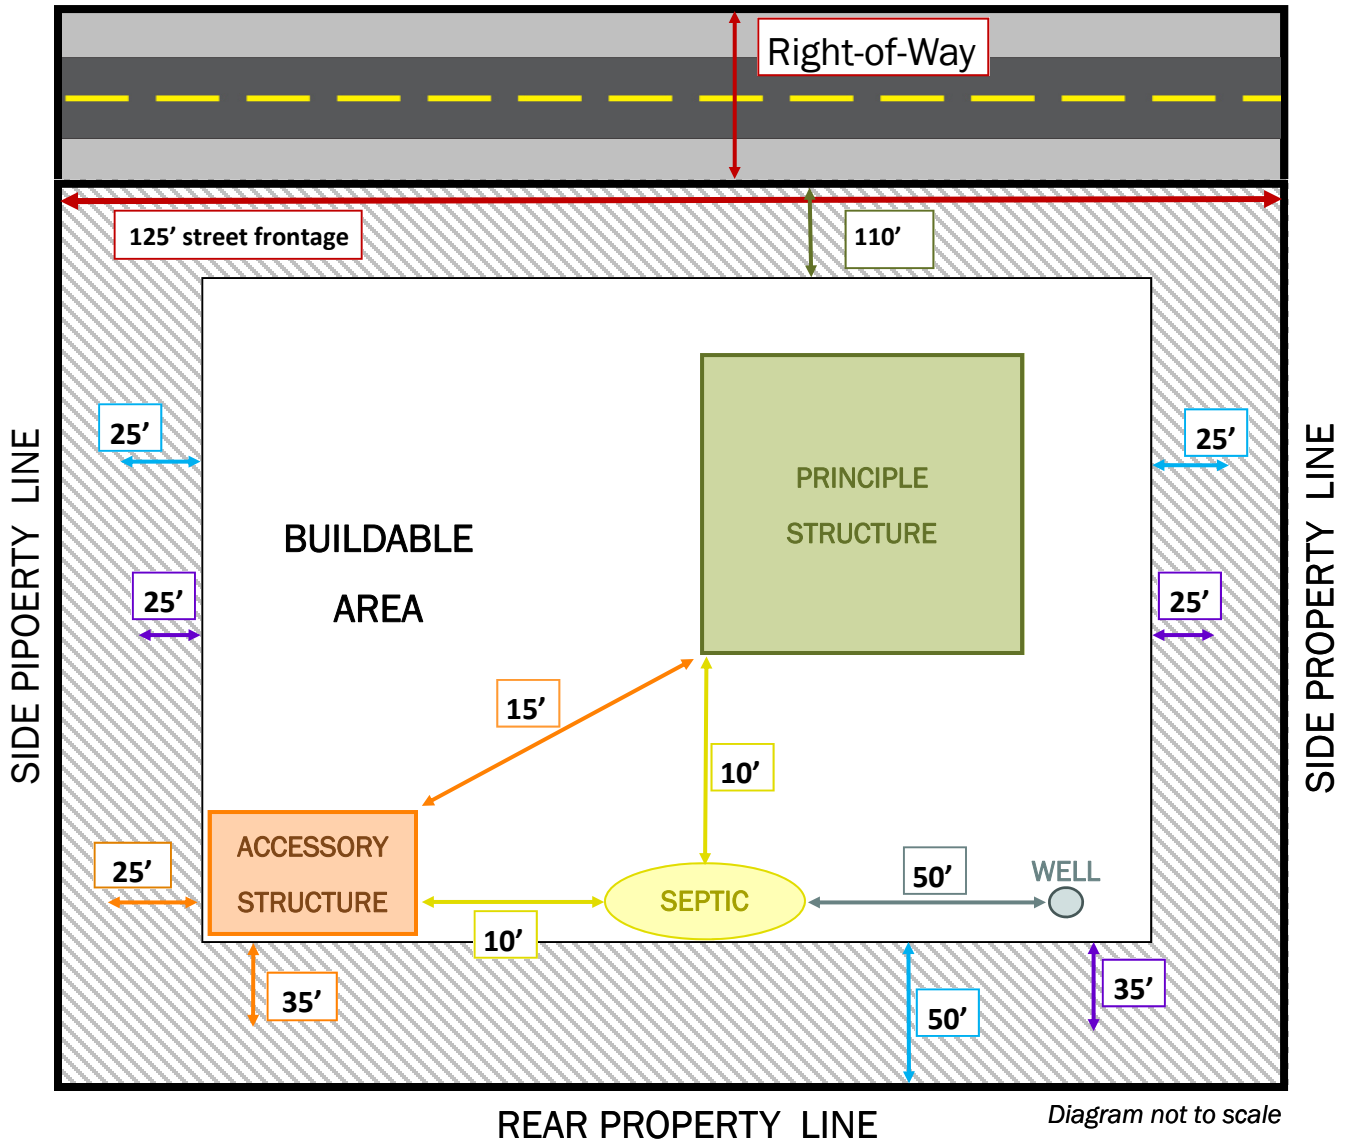 Right-of-Way
125’ street frontage
110’
25’
25’
PRINCIPLE
STRUCTURE
BUILDABLE
AREA
SIDE PIPOERTY LINE
SIDE PROPERTY LINE
25’
25’
15’
10’
ACCESSORY
STRUCTURE
25’
SEPTIC
50’
WELL
10’
35’
50’
35’
REAR PROPERTY LINE
Diagram not to scale